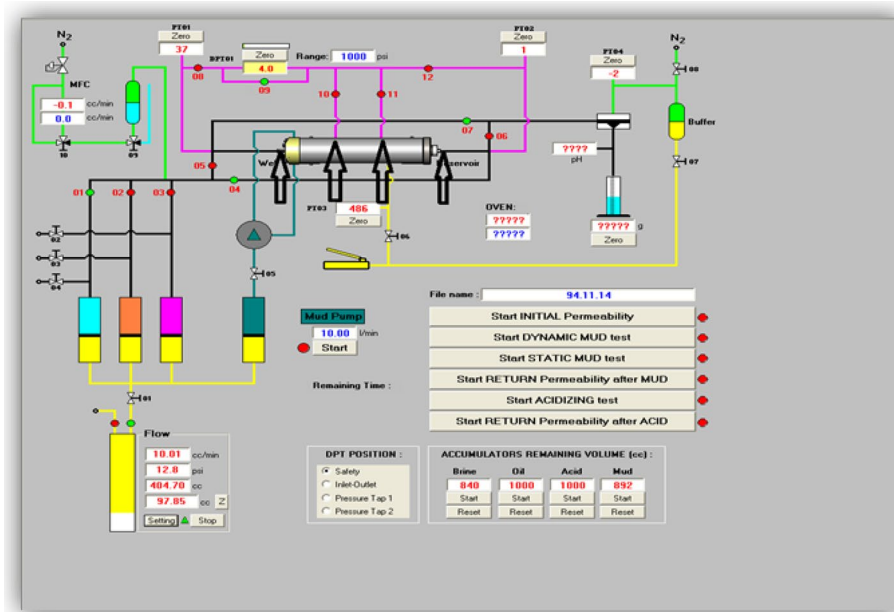 N2
PT01
Zero
37
DPT01
Zero
4.0
Range: 1000 psi
PT02
Zero
1
PT04
Zero
-2
N2
08
MFC
-0.1 cc/min
0.0 cc/min
10
09
08
09
10
11
12
07
06
05
04
01
02
03
Buffer
07
???? pH
????? g
Zero
PT03
486
Zero
OVEN:
?????
?????
06
02
03
04
05
File name : 94.11.14
Mud Pump
10.00 l/min
Start
Remaining Time :
Start INITIAL Permeability
Start DYNAMIC MUD test
Start STATIC MUD test
Start RETURN Permeability after MUD
Start ACIDIZING test
Start RETURN Permeability after ACID
01
Flow
10.01 cc/min
12.8 psi
404.70 cc
97.85 cc Z
Setting Stop
DPT POSITION :
Safety
Inlet-Outlet
Pressure Tap 1
Pressure Tap 2
ACCUMULATORS REMAINING VOLUME (cc) :
Brine Oil Acid Mud
840 1000 1000 892
Start Start Start Start
Reset Reset Reset Reset